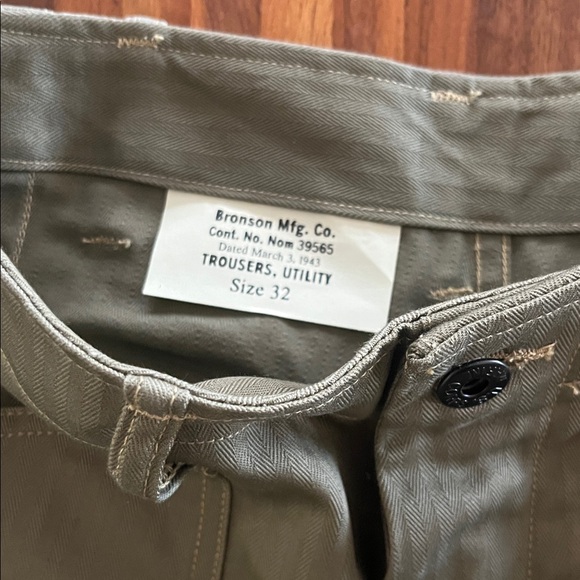 Bronson Mfg. Co.
Cont. No. Nom 39565
Dated March 3, 1943
TROUSERS, UTILITY
Size 32